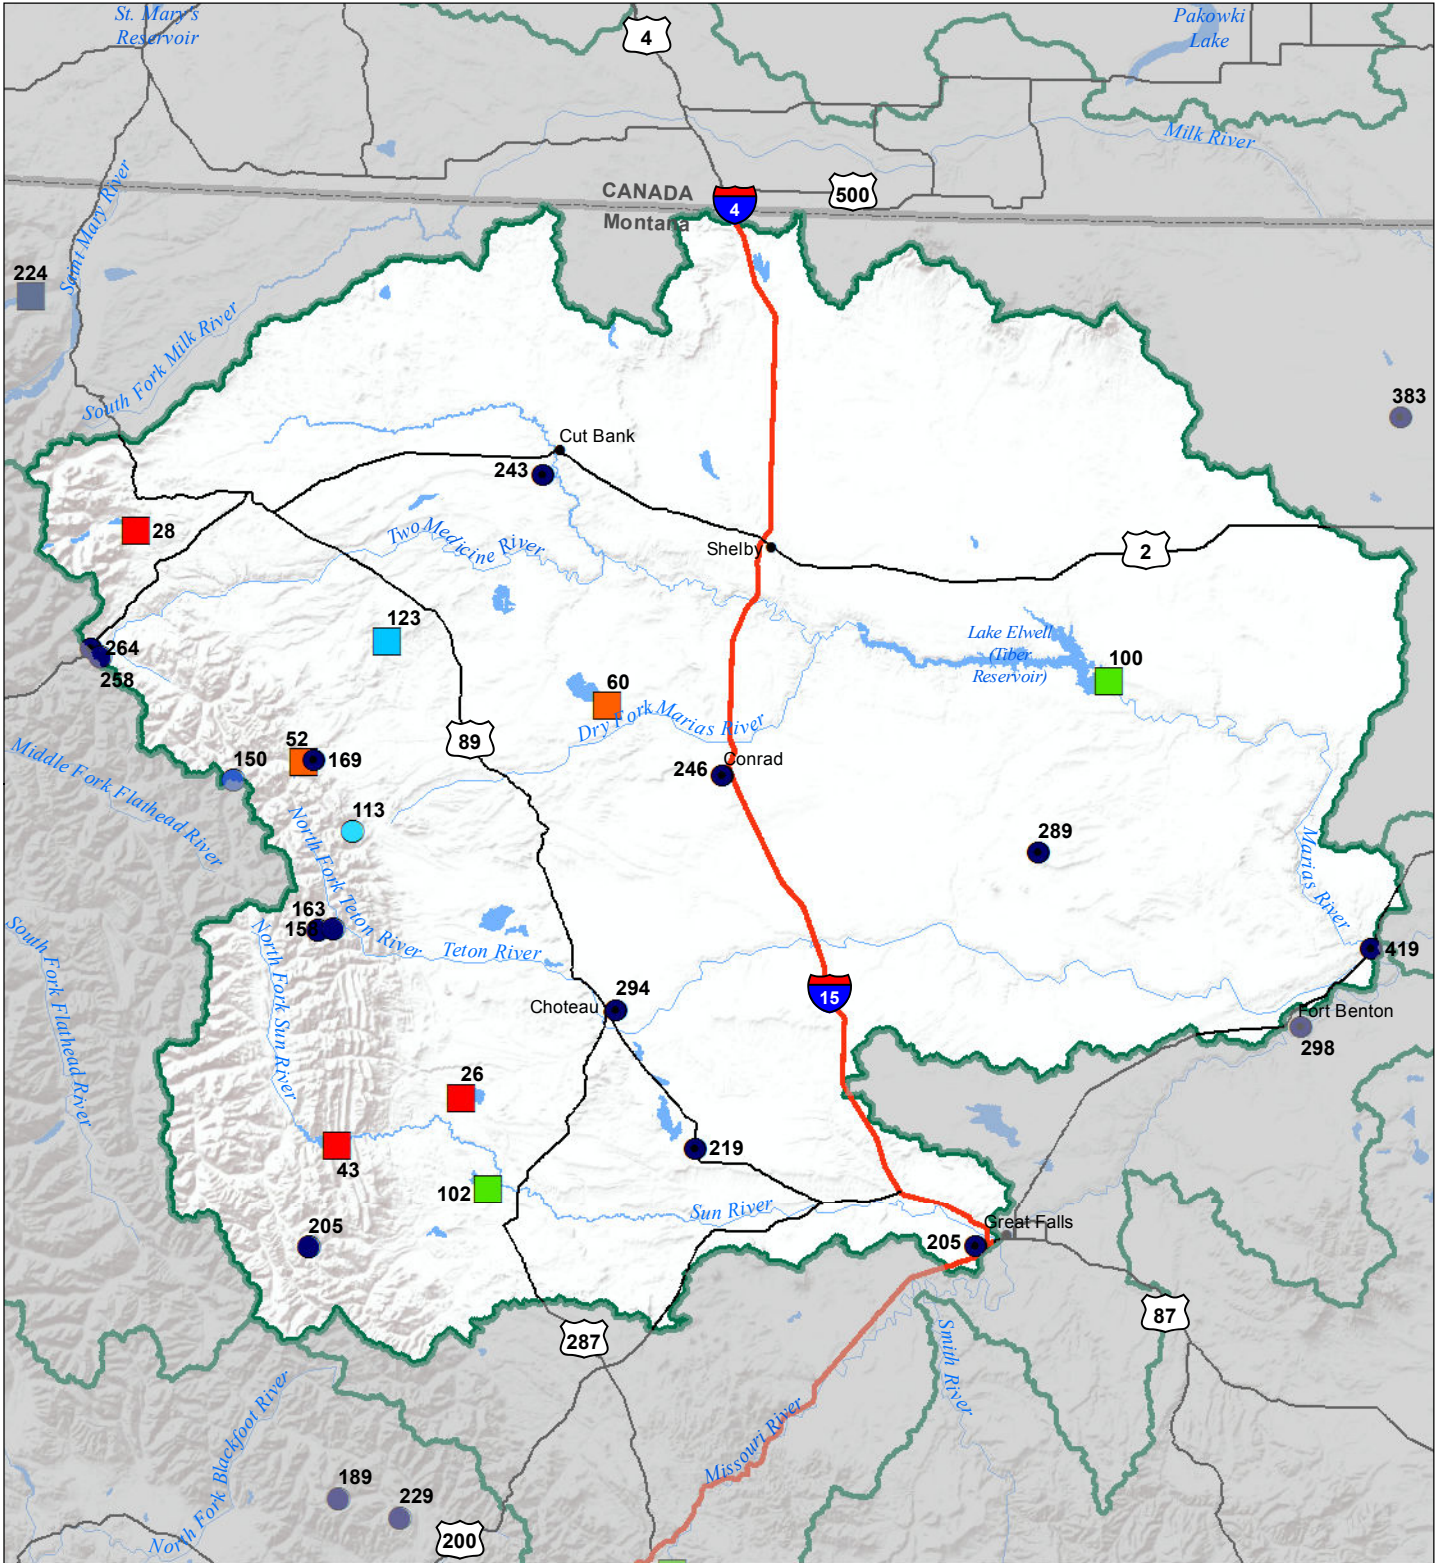 St. Mary's
Reservoir
4
Pakowki
Lake
Milk River
CANADA
Montana
4
500
Saint Mary River
224
South Fork Milk River
383
Cut Bank
243
28
Two Medicine River
Shelby
2
123
264
258
Lake Elwell
(Tiber
Reservoir)
100
60
Dry Fork Marias River
89
52
169
150
Conrad
246
Middle Fork Flathead River
113
289
North Fork Teton River
Marias River
163
158
Teton River
South Fork Flathead River
North Fork Sun River
419
15
294
Choteau
Fort Benton
298
26
43
219
102
Sun River
205
Great Falls
205
287
87
Smith River
Missouri River
North Fork Blackfoot River
189
229
200